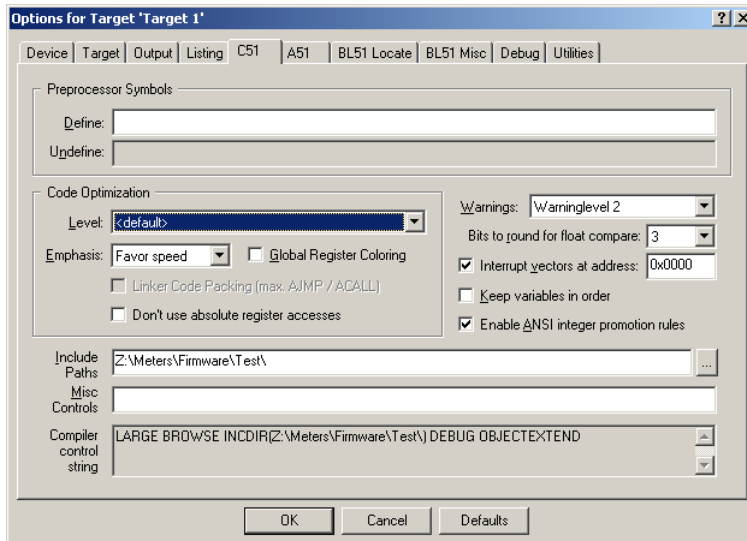 Options for Target 'Target 1'
Device Target Output Listing C51 A51 BL51 Locate BL51 Misc Debug Utilities
Preprocessor Symbols
Define:
Undefine:
Code Optimization
Level: <default>
Emphasis: Favor speed Global Register Coloring
Linker Code Packing (max. AJMP / ACALL)
Don't use absolute register accesses
Warnings: Warninglevel 2
Bits to round for float compare: 3
Interrupt vectors at address: 0x0000
Keep variables in order
Enable ANSI integer promotion rules
Include
Paths
Z:\Meters\Firmware\Test\
...
Misc
Controls
Compiler
control
string
LARGE BROWSE INCDIR(Z:\Meters\Firmware\Test\) DEBUG OBJECTEXTEND
OK Cancel Defaults